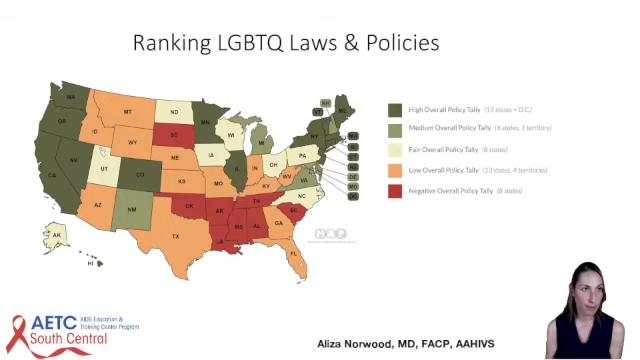 Ranking LGBTQ Laws & Policies
NH
WA
VT
ME
MT
ND
MN
OR
ID
SD
WI
NY
MA
WY
MI
RI
IA
PA
CT
NE
NJ
NV
OH
UT
IL
IN
DE
CO
WV
MD
CA
KS
MO
VA
KY
NC
TN
OK
AZ
NM
AR
SC
MS
AL
GA
TX
LA
AK
FL
HI
MAP
High Overall Policy Tally (15 states + D.C.)
Medium Overall Policy Tally (6 states, 1 territory)
Fair Overall Policy Tally (8 states)
Low Overall Policy Tally (13 states, 4 territories)
Negative Overall Policy Tally (8 states)
AETC AIDS Education &
Training Center Program
South Central
Aliza Norwood, MD, FACP, AAHIVS